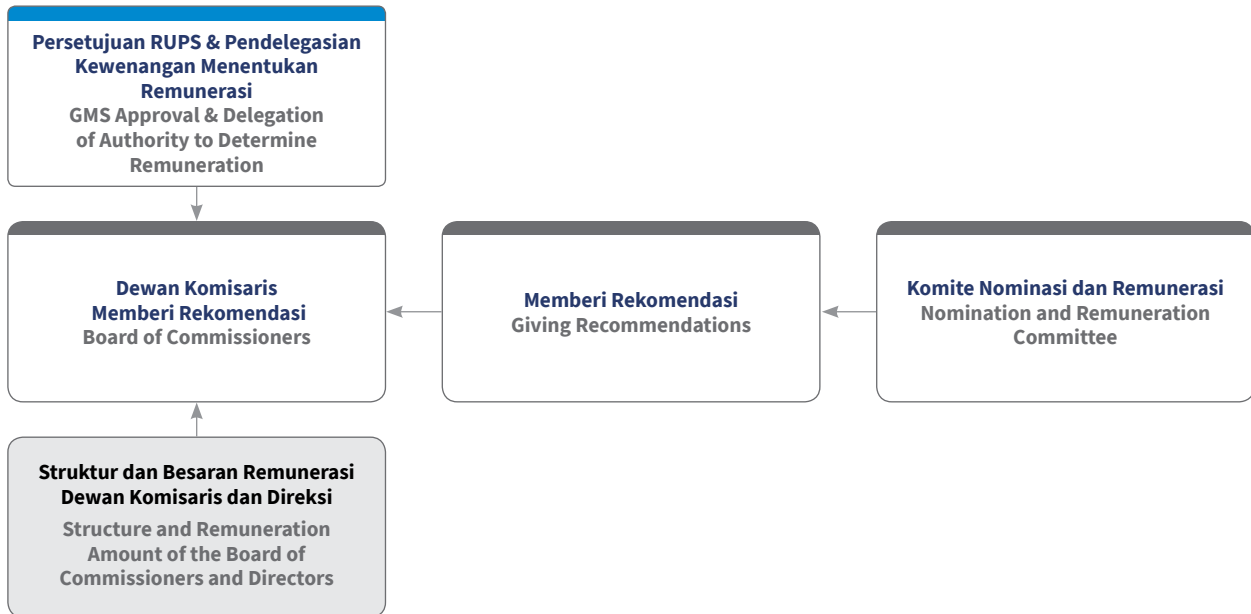 Persetujuan RUPS & Pendelegasian
Kewenangan Menentukan
Remunerasi
GMS Approval & Delegation
of Authority to Determine
Remuneration
Dewan Komisaris
Memberi Rekomendasi
Board of Commissioners
Memberi Rekomendasi
Giving Recommendations
Komite Nominasi dan Remunerasi
Nomination and Remuneration
Committee
Struktur dan Besaran Remunerasi
Dewan Komisaris dan Direksi
Structure and Remuneration
Amount of the Board of
Commissioners and Directors